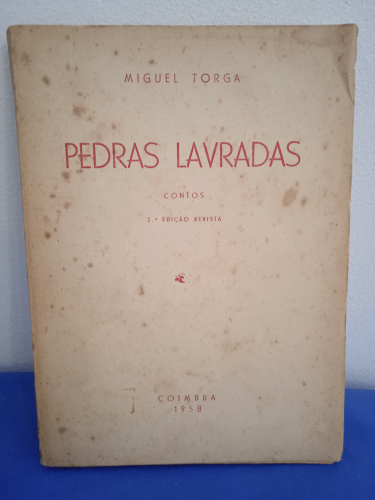 MIGUEL TORGA
PEDRAS LAVRADAS
CONTOS
2.ª EDIÇÃO REVISTA
COIMBRA
1958